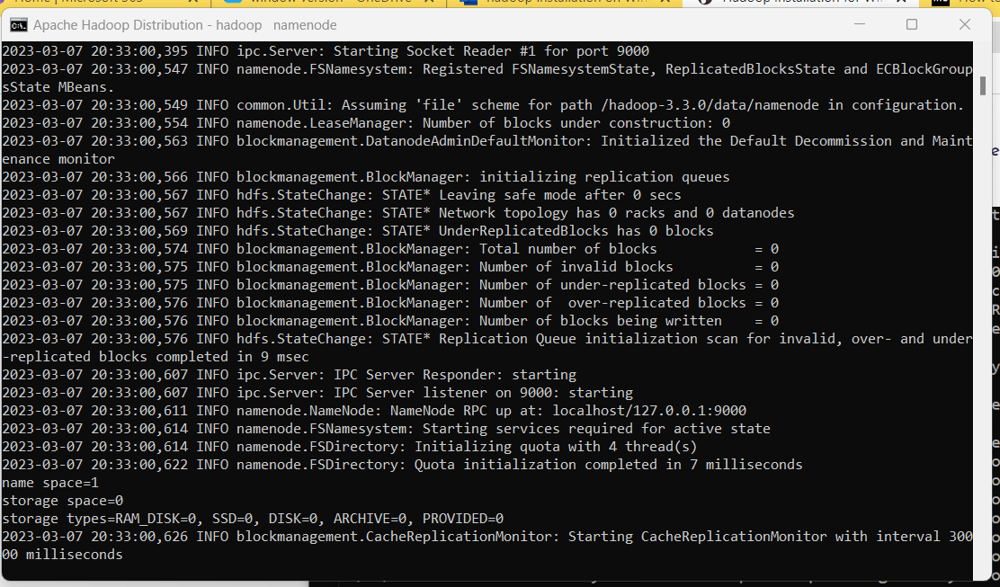 Apache Hadoop Distribution - hadoop   namenode
2023-03-07 20:33:00,395 INFO ipc.Server: Starting Socket Reader #1 for port 9000
2023-03-07 20:33:00,547 INFO namenode.FSNamesystem: Registered FSNamesystemState, ReplicatedBlocksState and ECBlockGroup
sState MBeans.
2023-03-07 20:33:00,549 INFO common.Util: Assuming 'file' scheme for path /hadoop-3.3.0/data/namenode in configuration.
2023-03-07 20:33:00,554 INFO namenode.LeaseManager: Number of blocks under construction: 0
2023-03-07 20:33:00,563 INFO blockmanagement.DatanodeAdminDefaultMonitor: Initialized the Default Decommission and Maint
enance monitor
2023-03-07 20:33:00,566 INFO blockmanagement.BlockManager: initializing replication queues
2023-03-07 20:33:00,567 INFO hdfs.StateChange: STATE* Leaving safe mode after 0 secs
2023-03-07 20:33:00,567 INFO hdfs.StateChange: STATE* Network topology has 0 racks and 0 datanodes
2023-03-07 20:33:00,569 INFO hdfs.StateChange: STATE* UnderReplicatedBlocks has 0 blocks
2023-03-07 20:33:00,574 INFO blockmanagement.BlockManager: Total number of blocks            = 0
2023-03-07 20:33:00,575 INFO blockmanagement.BlockManager: Number of invalid blocks          = 0
2023-03-07 20:33:00,575 INFO blockmanagement.BlockManager: Number of under-replicated blocks = 0
2023-03-07 20:33:00,576 INFO blockmanagement.BlockManager: Number of  over-replicated blocks = 0
2023-03-07 20:33:00,576 INFO blockmanagement.BlockManager: Number of blocks being written    = 0
2023-03-07 20:33:00,576 INFO hdfs.StateChange: STATE* Replication Queue initialization scan for invalid, over- and under
-replicated blocks completed in 9 msec
2023-03-07 20:33:00,607 INFO ipc.Server: IPC Server Responder: starting
2023-03-07 20:33:00,607 INFO ipc.Server: IPC Server listener on 9000: starting
2023-03-07 20:33:00,611 INFO namenode.NameNode: NameNode RPC up at: localhost/127.0.0.1:9000
2023-03-07 20:33:00,614 INFO namenode.FSNamesystem: Starting services required for active state
2023-03-07 20:33:00,614 INFO namenode.FSDirectory: Initializing quota with 4 thread(s)
2023-03-07 20:33:00,622 INFO namenode.FSDirectory: Quota initialization completed in 7 milliseconds
name space=1
storage space=0
storage types=RAM_DISK=0, SSD=0, DISK=0, ARCHIVE=0, PROVIDED=0
2023-03-07 20:33:00,626 INFO blockmanagement.CacheReplicationMonitor: Starting CacheReplicationMonitor with interval 300
00 milliseconds